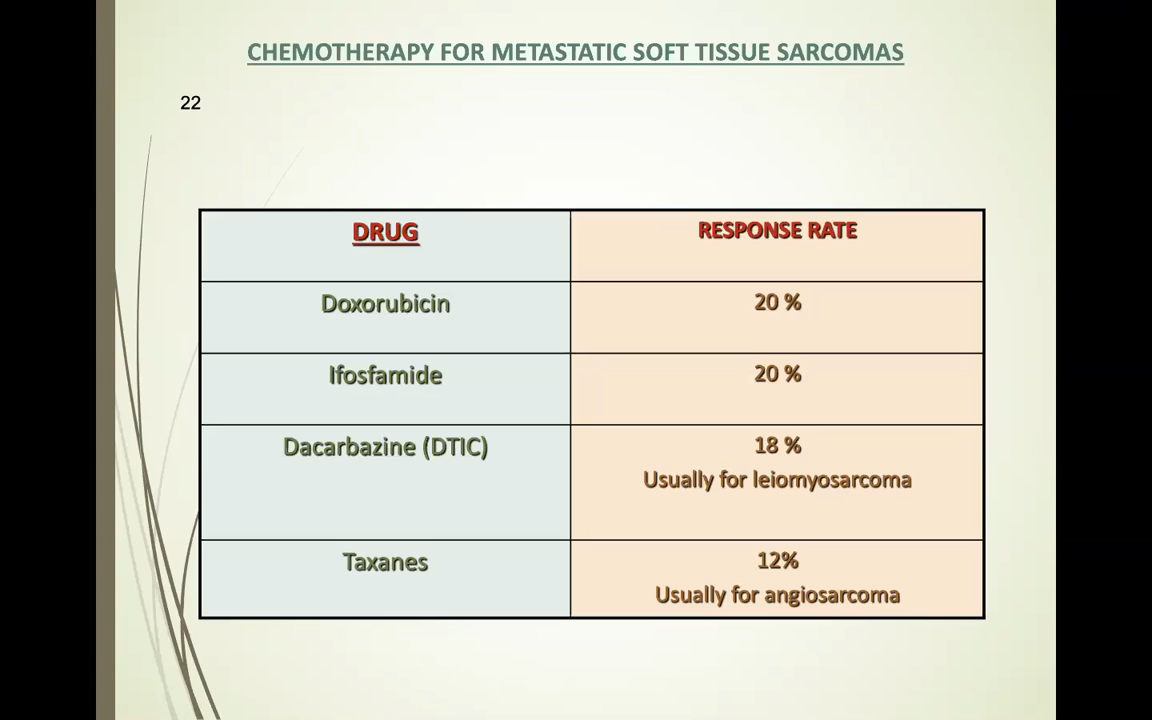 CHEMOTHERAPY FOR METASTATIC SOFT TISSUE SARCOMAS
22
DRUG
RESPONSE RATE
Doxorubicin
20 %
Ifosfamide
20 %
Dacarbazine (DTIC)
18 %
Usually for leiomyosarcoma
Taxanes
12%
Usually for angiosarcoma